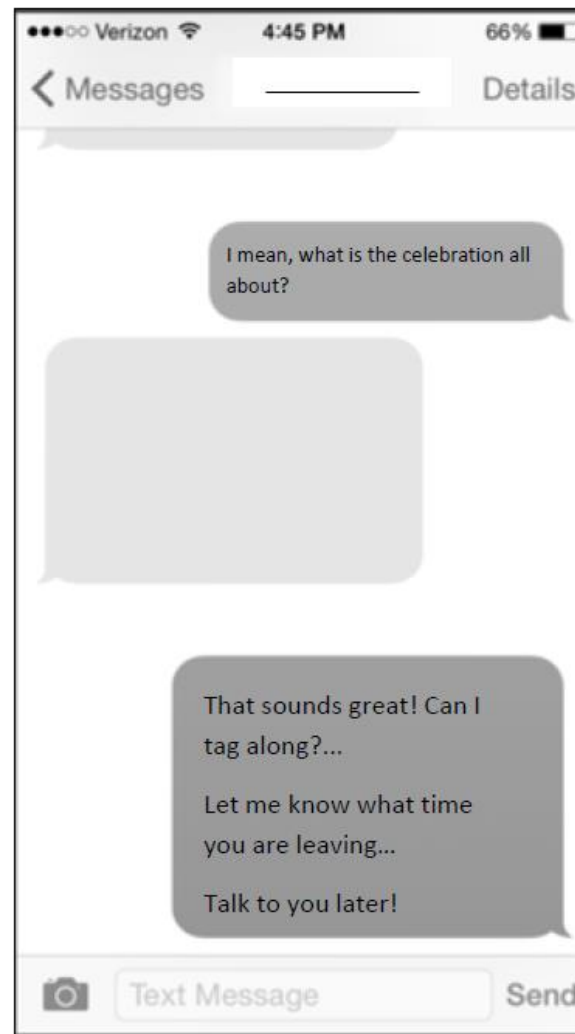 Verizon 4:45 PM 66%
Messages Details
I mean, what is the celebration all
about?
That sounds great! Can I
tag along?...
Let me know what time
you are leaving...
Talk to you later!
Text Message Send